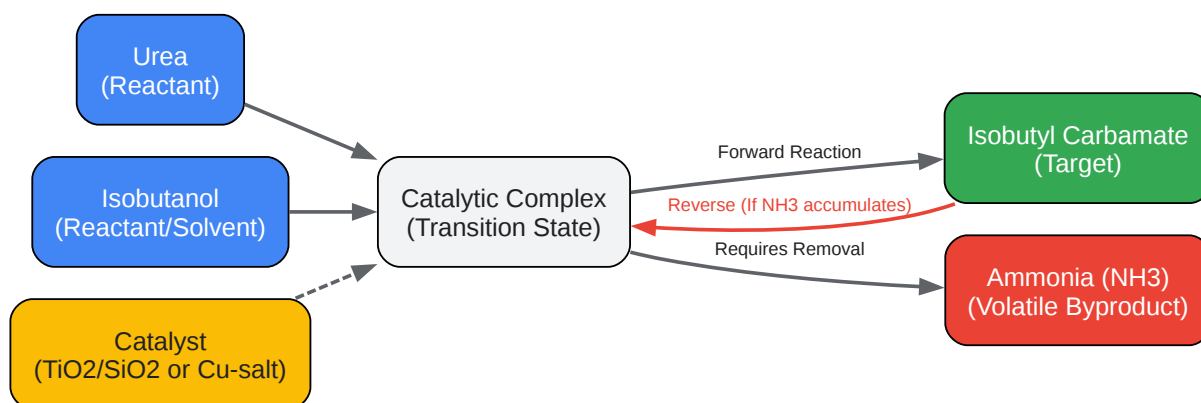 Urea
(Reactant)
Isobutanol
(Reactant/Solvent)
Catalyst
(TiO2/SiO2 or Cu-salt)
Catalytic Complex
(Transition State)
Forward Reaction
Reverse (If NH3 accumulates)
Requires Removal
Isobutyl Carbamate
(Target)
Ammonia (NH3)
(Volatile Byproduct)